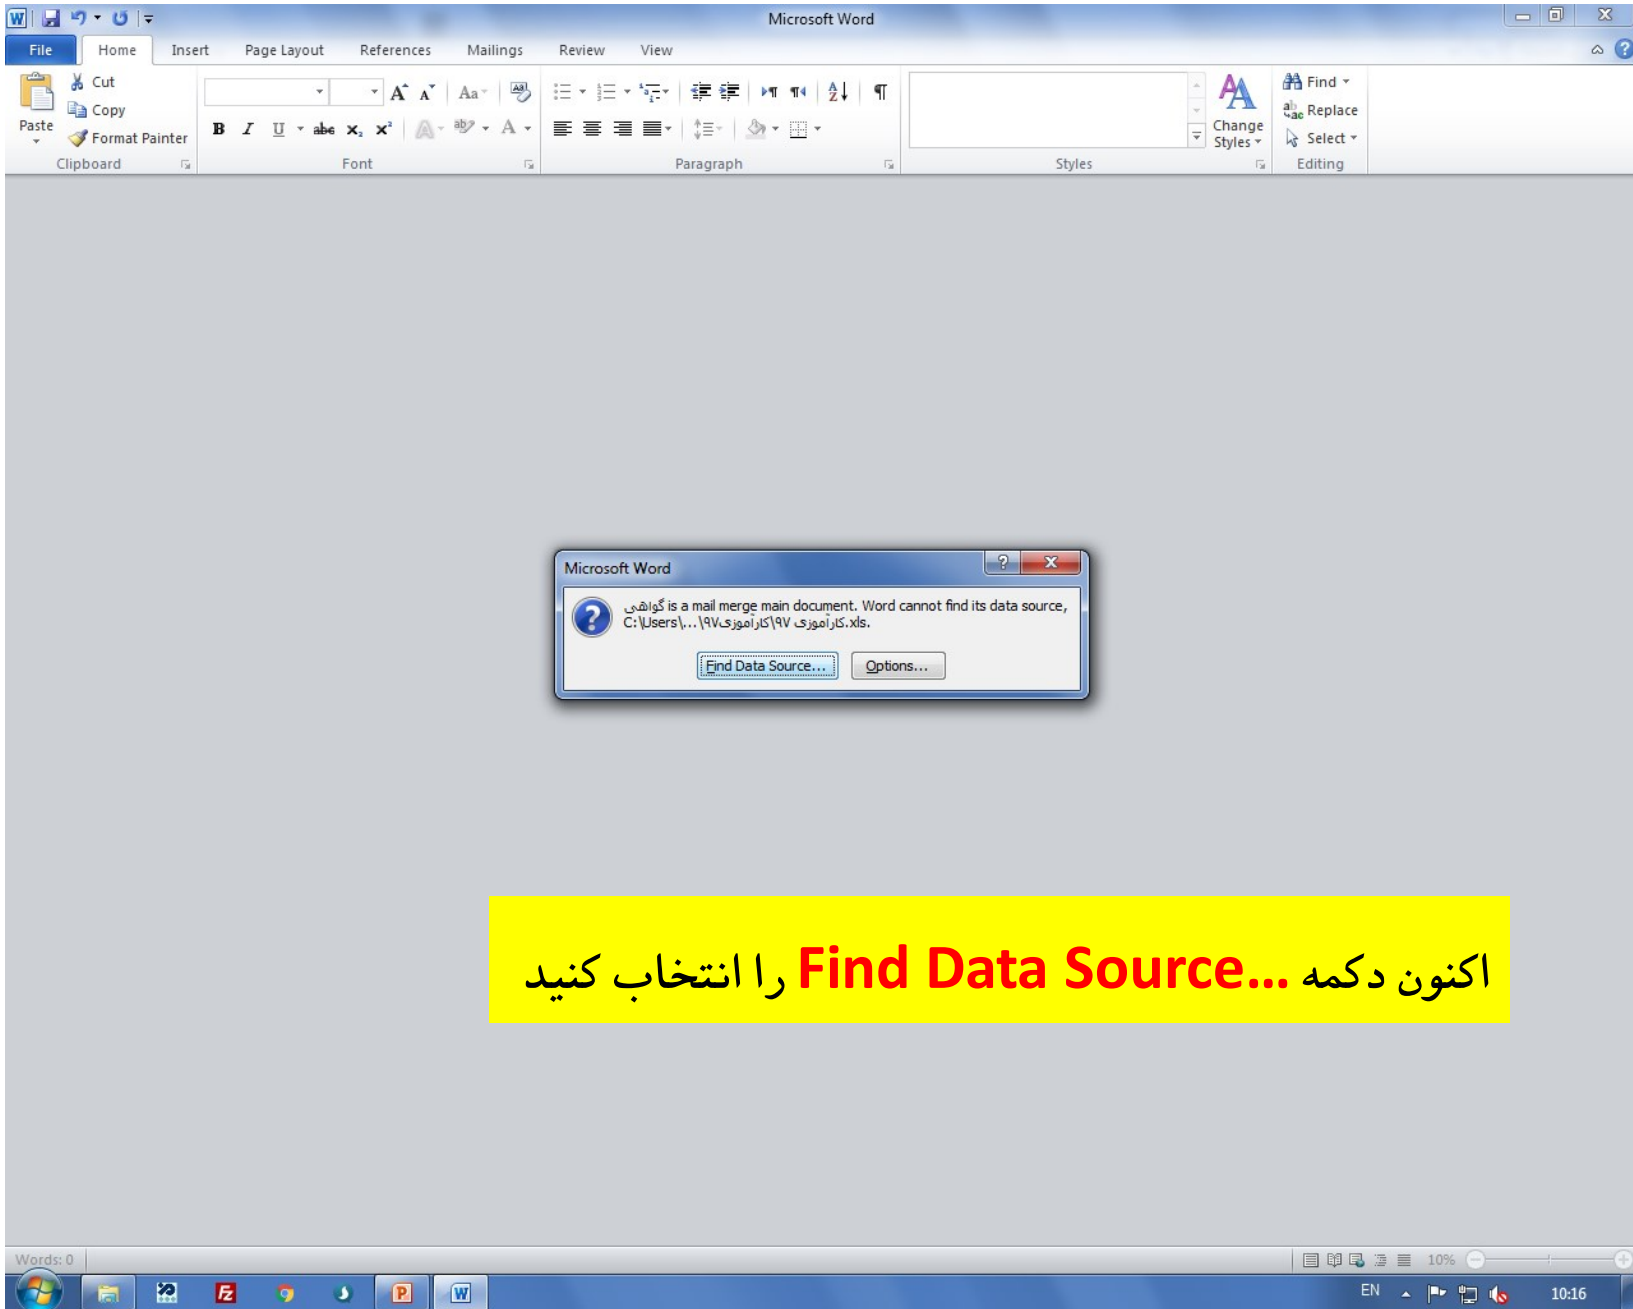 Microsoft Word
File Home Insert Page Layout References Mailings Review View
Cut
Copy
Paste
Format Painter
Find
Replace
Change Styles
Select
Clipboard Font Paragraph Styles Editing
Microsoft Word
گواهی is a mail merge main document. Word cannot find its data source,
C:\Users\...\کارآموزی۹۷\کارآموزی ۹۷.xls.
Find Data Source... Options...
اکنون دکمه Find Data Source... را انتخاب کنید
Words: 0 10%
EN 10:16